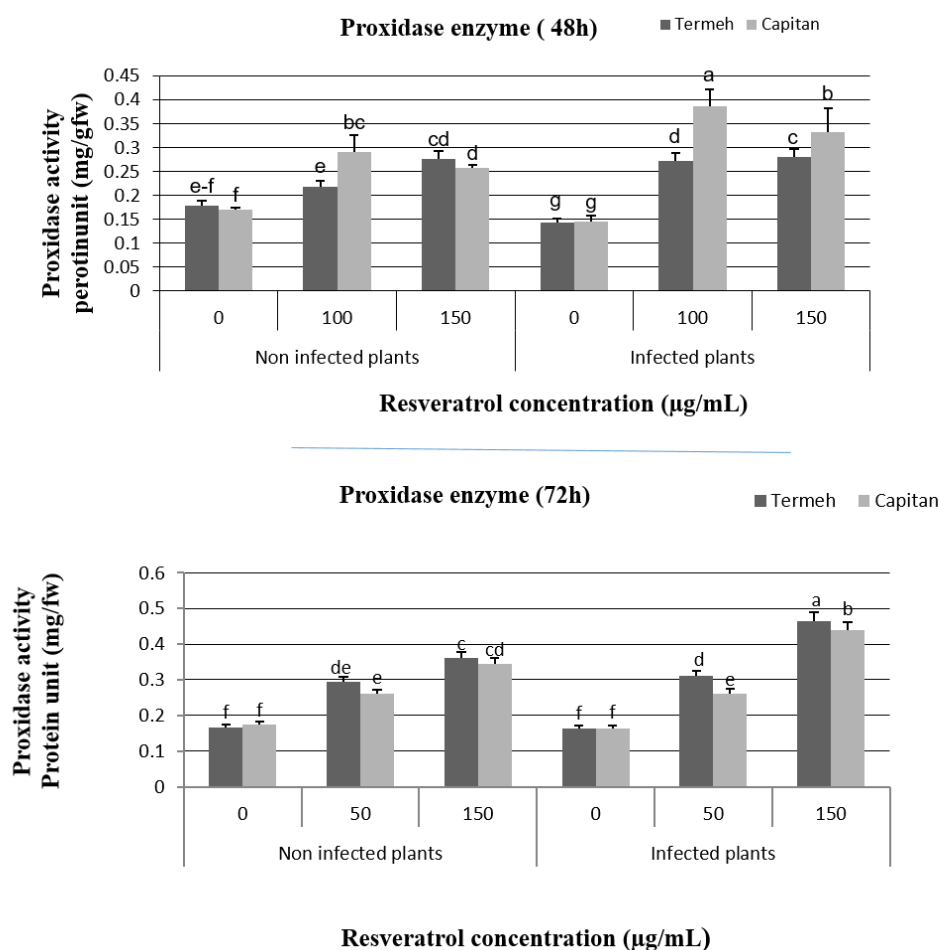 Proxidase enzyme ( 48h)
Termeh Capitan
Proxidase activity
perotinunit (mg/gfw)
0.45
0.4
0.35
0.3
0.25
0.2
0.15
0.1
0.05
0
e-f f e bc cd d g g d a c b
0 100 150 0 100 150
Non infected plants Infected plants
Resveratrol concentration (µg/mL)
Proxidase enzyme (72h)
Termeh Capitan
Proxidase activity
Protein unit (mg/fw)
0.6
0.5
0.4
0.3
0.2
0.1
0
f f de e c cd f f d e a b
0 50 150 0 50 150
Non infected plants Infected plants
Resveratrol concentration (µg/mL)